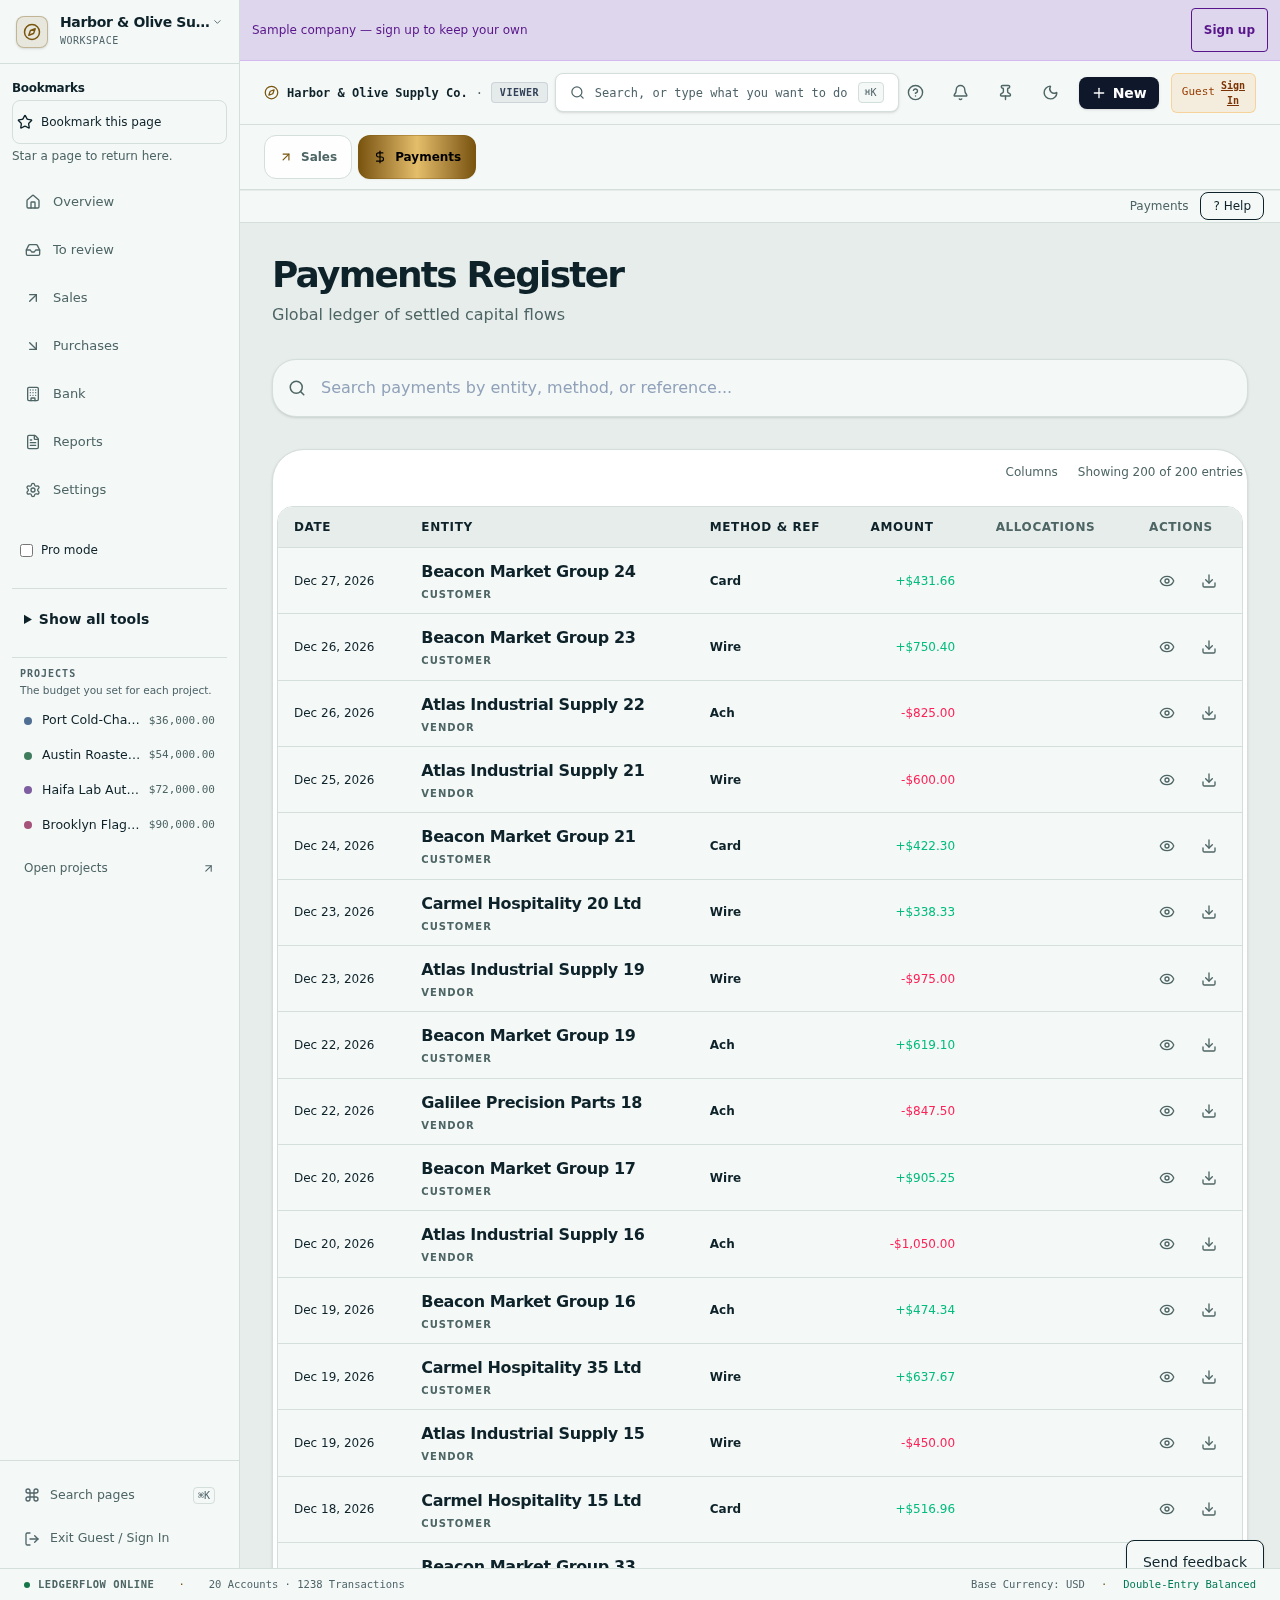 Harbor & Olive Su...
WORKSPACE
Bookmarks
Bookmark this page
Star a page to return here.
Overview
To review
Sales
Purchases
Bank
Reports
Settings
Pro mode
Show all tools
PROJECTS
The budget you set for each project.
Port Cold-Cha... $36,000.00
Austin Roaste... $54,000.00
Haifa Lab Aut... $72,000.00
Brooklyn Flag... $90,000.00
Open projects
Search pages ⌘K
Exit Guest / Sign In
Sample company — sign up to keep your own
Sign up
Harbor & Olive Supply Co. · VIEWER
Search, or type what you want to do ⌘K
New
Guest Sign In
Sales
Payments
Payments
? Help
Payments Register
Global ledger of settled capital flows
Search payments by entity, method, or reference...
Columns Showing 200 of 200 entries
DATE ENTITY METHOD & REF AMOUNT ALLOCATIONS ACTIONS
Dec 27, 2026 Beacon Market Group 24 Card +$431.66
CUSTOMER
Dec 26, 2026 Beacon Market Group 23 Wire +$750.40
CUSTOMER
Dec 26, 2026 Atlas Industrial Supply 22 Ach -$825.00
VENDOR
Dec 25, 2026 Atlas Industrial Supply 21 Wire -$600.00
VENDOR
Dec 24, 2026 Beacon Market Group 21 Card +$422.30
CUSTOMER
Dec 23, 2026 Carmel Hospitality 20 Ltd Wire +$338.33
CUSTOMER
Dec 23, 2026 Atlas Industrial Supply 19 Wire -$975.00
VENDOR
Dec 22, 2026 Beacon Market Group 19 Ach +$619.10
CUSTOMER
Dec 22, 2026 Galilee Precision Parts 18 Ach -$847.50
VENDOR
Dec 20, 2026 Beacon Market Group 17 Wire +$905.25
CUSTOMER
Dec 20, 2026 Atlas Industrial Supply 16 Ach -$1,050.00
VENDOR
Dec 19, 2026 Beacon Market Group 16 Ach +$474.34
CUSTOMER
Dec 19, 2026 Carmel Hospitality 35 Ltd Wire +$637.67
CUSTOMER
Dec 19, 2026 Atlas Industrial Supply 15 Wire -$450.00
VENDOR
Dec 18, 2026 Carmel Hospitality 15 Ltd Card +$516.96
CUSTOMER
Beacon Market Group 33
Send feedback
LEDGERFLOW ONLINE · 20 Accounts · 1238 Transactions
Base Currency: USD · Double-Entry Balanced